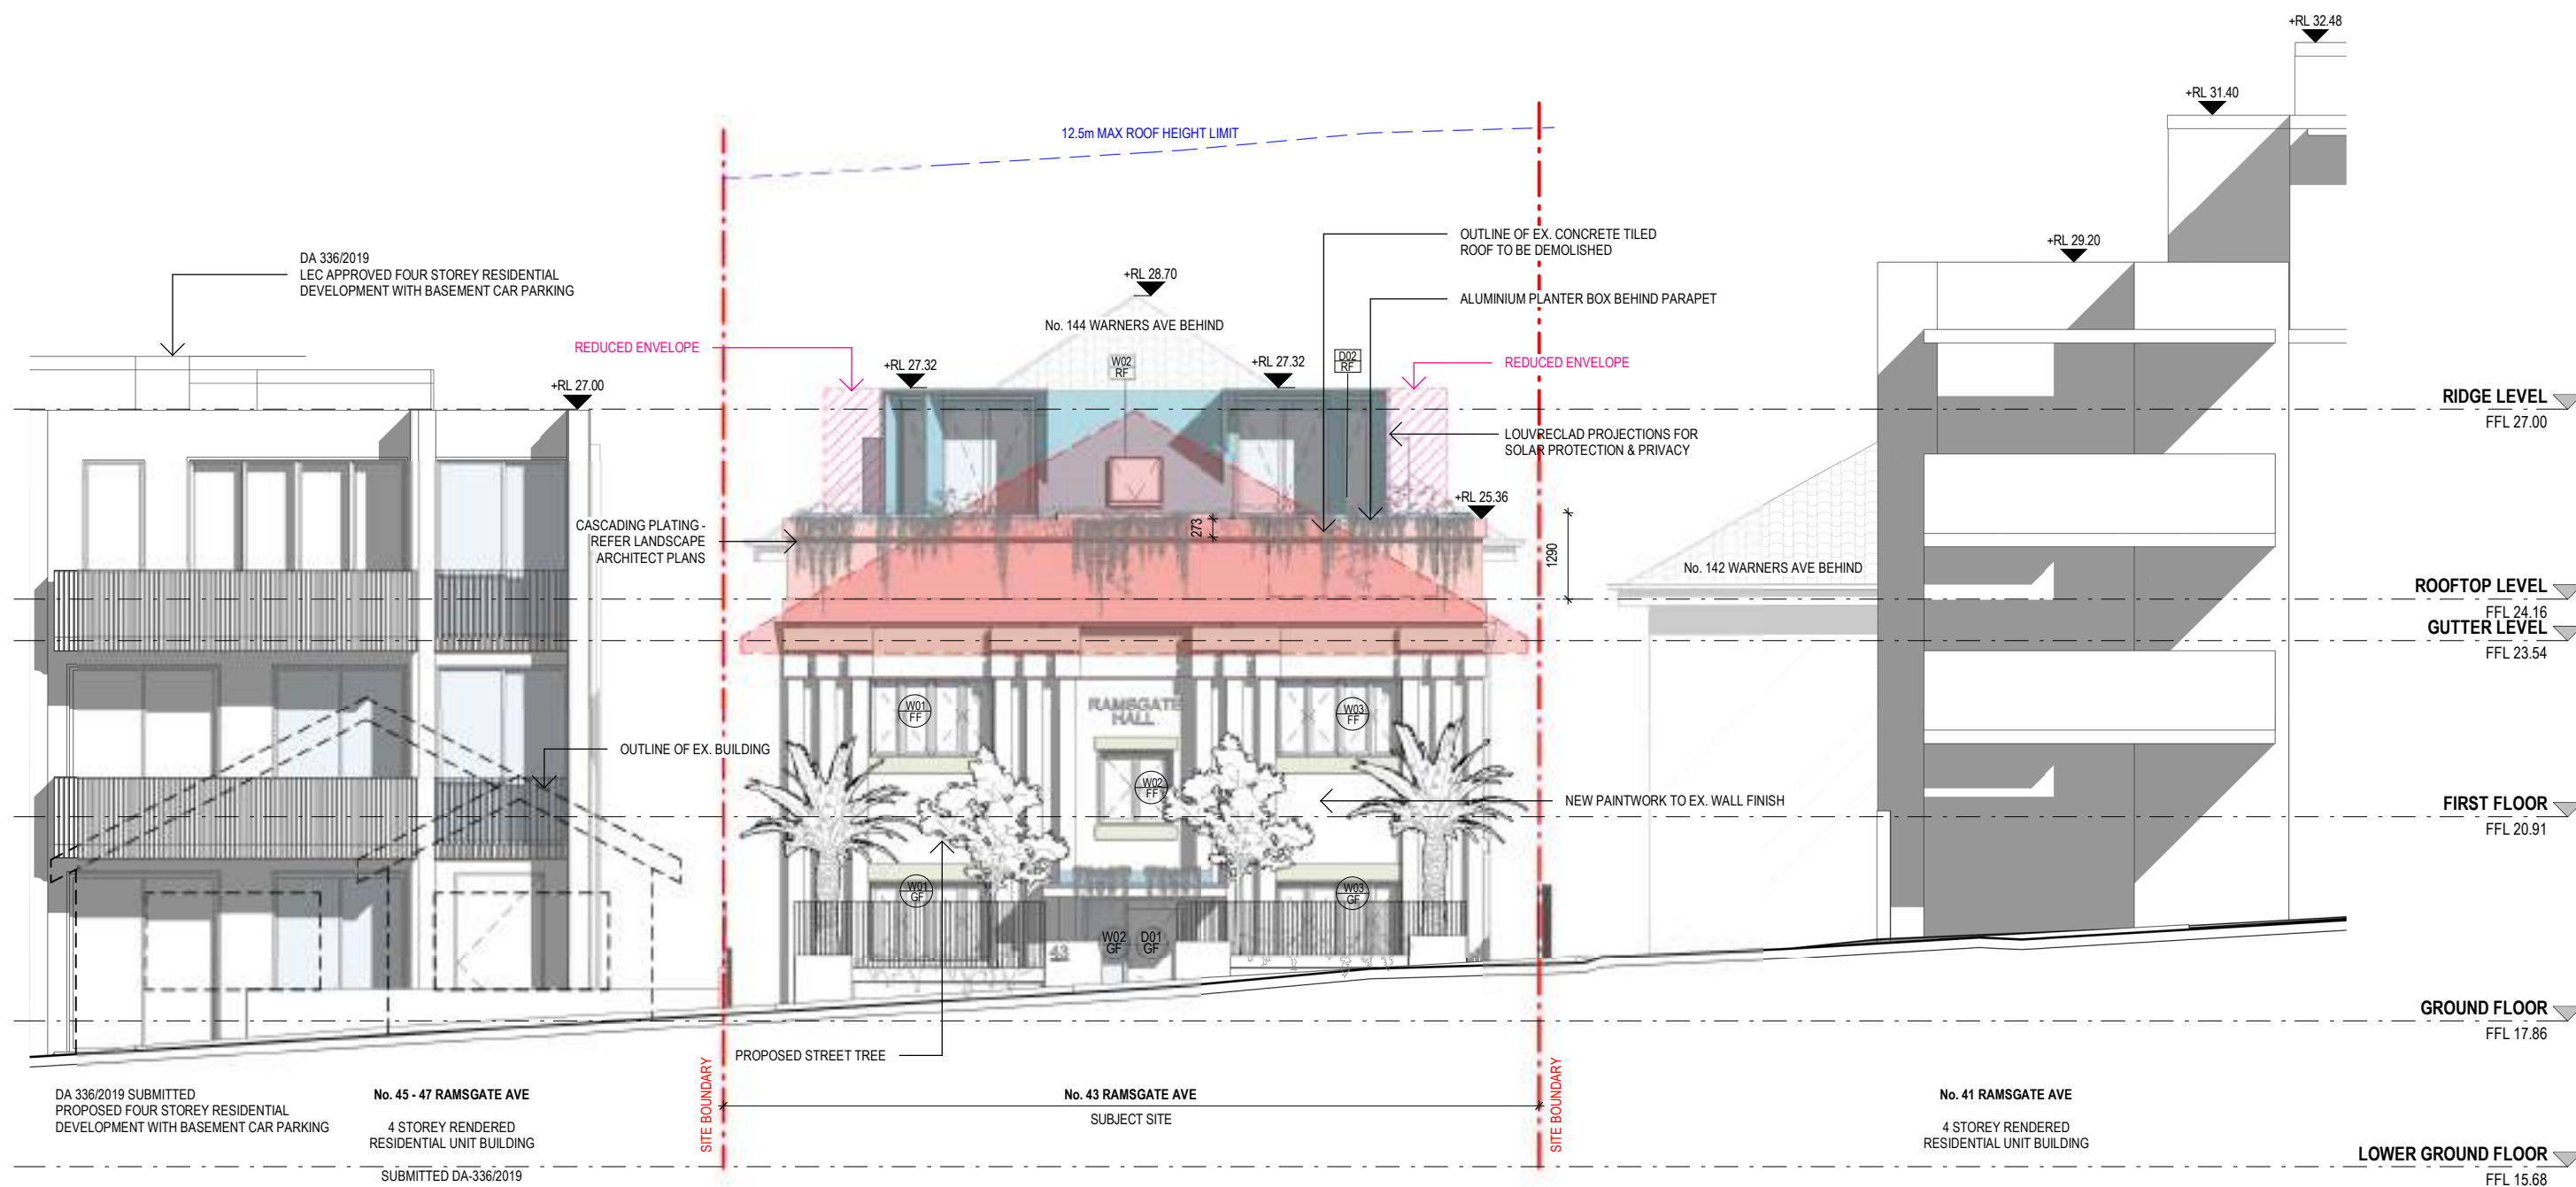 +RL 32.48
+RL 31.40
12.5m MAX ROOF HEIGHT LIMIT
OUTLINE OF EX. CONCRETE TILED
ROOF TO BE DEMOLISHED
+RL 29.20
DA 336/2019
LEC APPROVED FOUR STOREY RESIDENTIAL
DEVELOPMENT WITH BASEMENT CAR PARKING
+RL 28.70
ALUMINIUM PLANTER BOX BEHIND PARAPET
No. 144 WARNERS AVE BEHIND
REDUCED ENVELOPE
W02
RF
D02
RF
+RL 27.32
+RL 27.32
REDUCED ENVELOPE
+RL 27.00
RIDGE LEVEL
FFL 27.00
LOUVRECLAD PROJECTIONS FOR
SOLAR PROTECTION & PRIVACY
+RL 25.36
CASCADING PLATING -
REFER LANDSCAPE
ARCHITECT PLANS
273
1290
No. 142 WARNERS AVE BEHIND
ROOFTOP LEVEL
FFL 24.16
GUTTER LEVEL
FFL 23.54
RAMSGATE
HALL
W01
FF
W03
FF
OUTLINE OF EX. BUILDING
W02
FF
NEW PAINTWORK TO EX. WALL FINISH
FIRST FLOOR
FFL 20.91
W01
GF
W03
GF
W02
GF
D01
GF
43
GROUND FLOOR
FFL 17.86
PROPOSED STREET TREE
SITE BOUNDARY
SITE BOUNDARY
DA 336/2019 SUBMITTED
PROPOSED FOUR STOREY RESIDENTIAL
DEVELOPMENT WITH BASEMENT CAR PARKING
No. 45 - 47 RAMSGATE AVE
4 STOREY RENDERED
RESIDENTIAL UNIT BUILDING
SUBMITTED DA-336/2019
No. 43 RAMSGATE AVE
SUBJECT SITE
No. 41 RAMSGATE AVE
4 STOREY RENDERED
RESIDENTIAL UNIT BUILDING
LOWER GROUND FLOOR
FFL 15.68